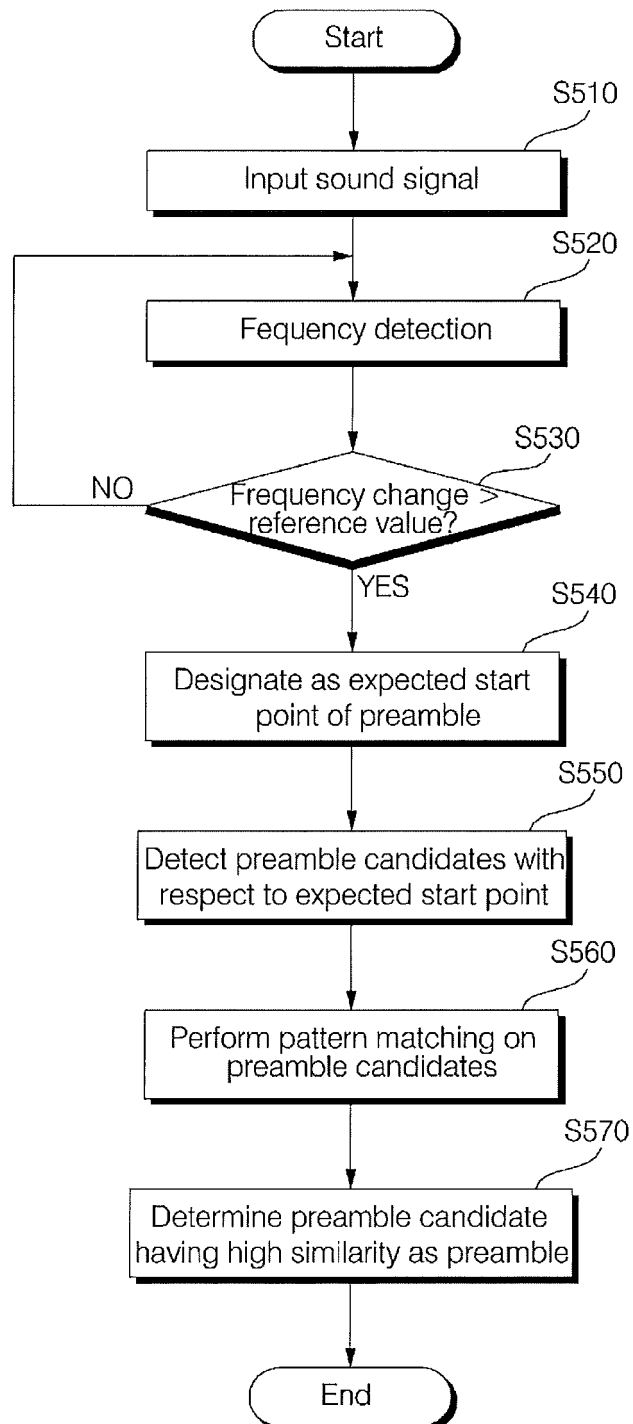 Start
S510
Input sound signal
S520
Fequency detection
S530
NO
Frequency change >
reference value?
YES
S540
Designate as expected start
point of preamble
S550
Detect preamble candidates with
respect to expected start point
S560
Perform pattern matching on
preamble candidates
S570
Determine preamble candidate
having high similarity as preamble
End